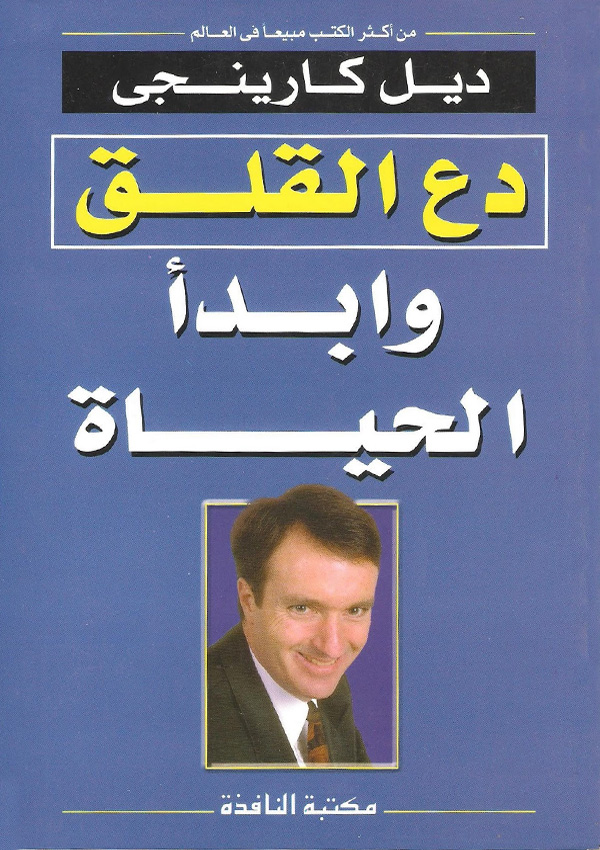 من أكثر الكتب مبيعاً فى العالم
ديل كارينجى
دع القلق
وابدأ
الحياة
مكتبة النافذة